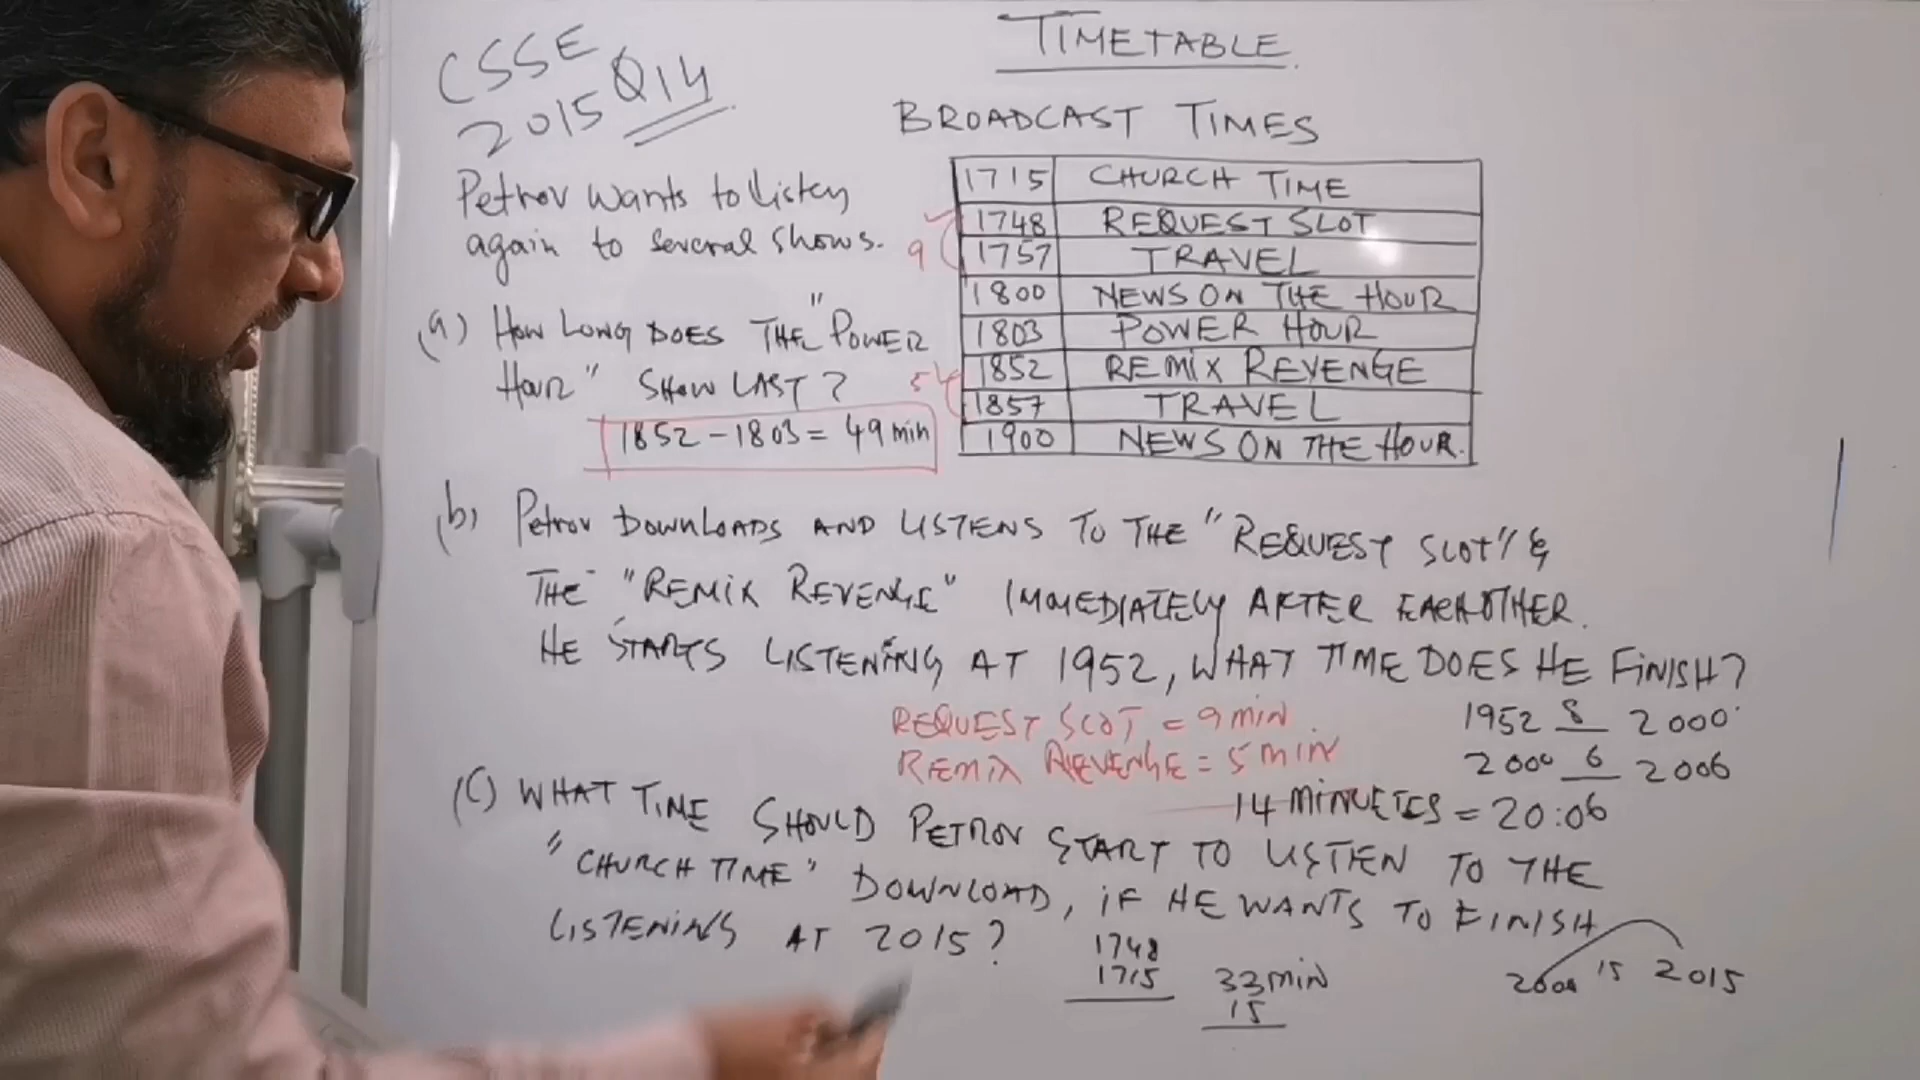 CSSE
2015 Q14
TIMETABLE
BROADCAST TIMES
Petrov wants to listen
again to several shows.
1715 CHURCH TIME
1748 REQUEST SLOT
1757 TRAVEL
1800 NEWS ON THE HOUR
1803 POWER HOUR
1852 REMIX REVENGE
1857 TRAVEL
1900 NEWS ON THE HOUR.
9
5
(a) HOW LONG DOES THE "POWER
HOUR" SHOW LAST?
1852 - 1803 = 49 min
(b) Petrov DOWNLOADS AND LISTENS TO THE "REQUEST SLOT" &
THE "REMIX REVENGE" IMMEDIATELY AFTER EACH OTHER.
HE STARTS LISTENING AT 1952, WHAT TIME DOES HE FINISH?
REQUEST SLOT = 9 min
REMIX REVENGE = 5 min
1952 8 2000
2000 6 2006
14 MINUETES = 20:06
(C) WHAT TIME SHOULD PETROV START TO LISTEN TO THE
"CHURCH TIME" DOWNLOAD, iF HE WANTS TO FINISH
LISTENING AT 2015?
1748
1715
33 min
15
2000 15 2015